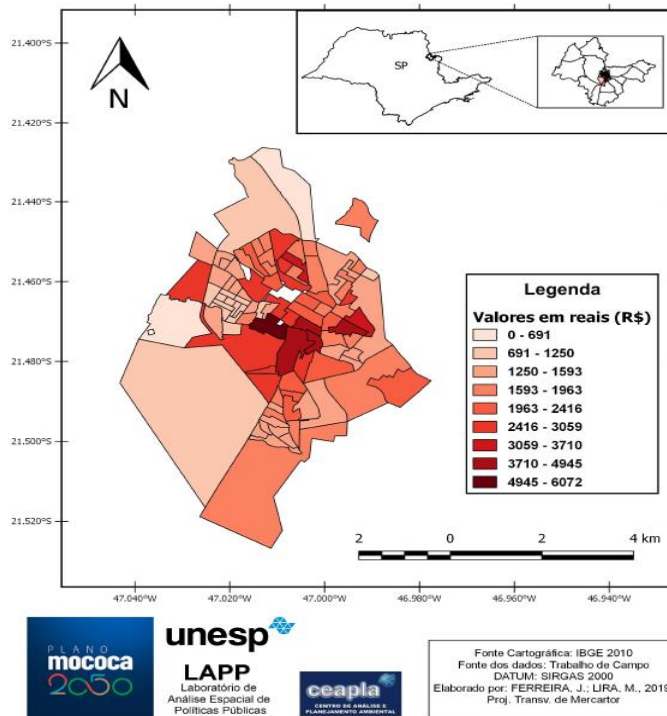 21.400°S
21.420°S
21.440°S
21.460°S
21.480°S
21.500°S
21.520°S
N
SP
Legenda
Valores em reais (R$)
0 - 691
691 - 1250
1250 - 1593
1593 - 1963
1963 - 2416
2416 - 3059
3059 - 3710
3710 - 4945
4945 - 6072
2 0 2 4 km
47.040°W 47.020°W 47.000°W 46.980°W 46.960°W 46.940°W
PLANO
mococa
2050
unesp
LAPP
Laboratório de
Análise Espacial de
Políticas Públicas
ceapla
CENTRO DE ANÁLISE E
PLANEJAMENTO AMBIENTAL
Fonte Cartográfica: IBGE 2010
Fonte dos dados: Trabalho de Campo
DATUM: SIRGAS 2000
Elaborado por: FERREIRA, J.; LIRA, M., 2019
Proj. Transv. de Mercartor